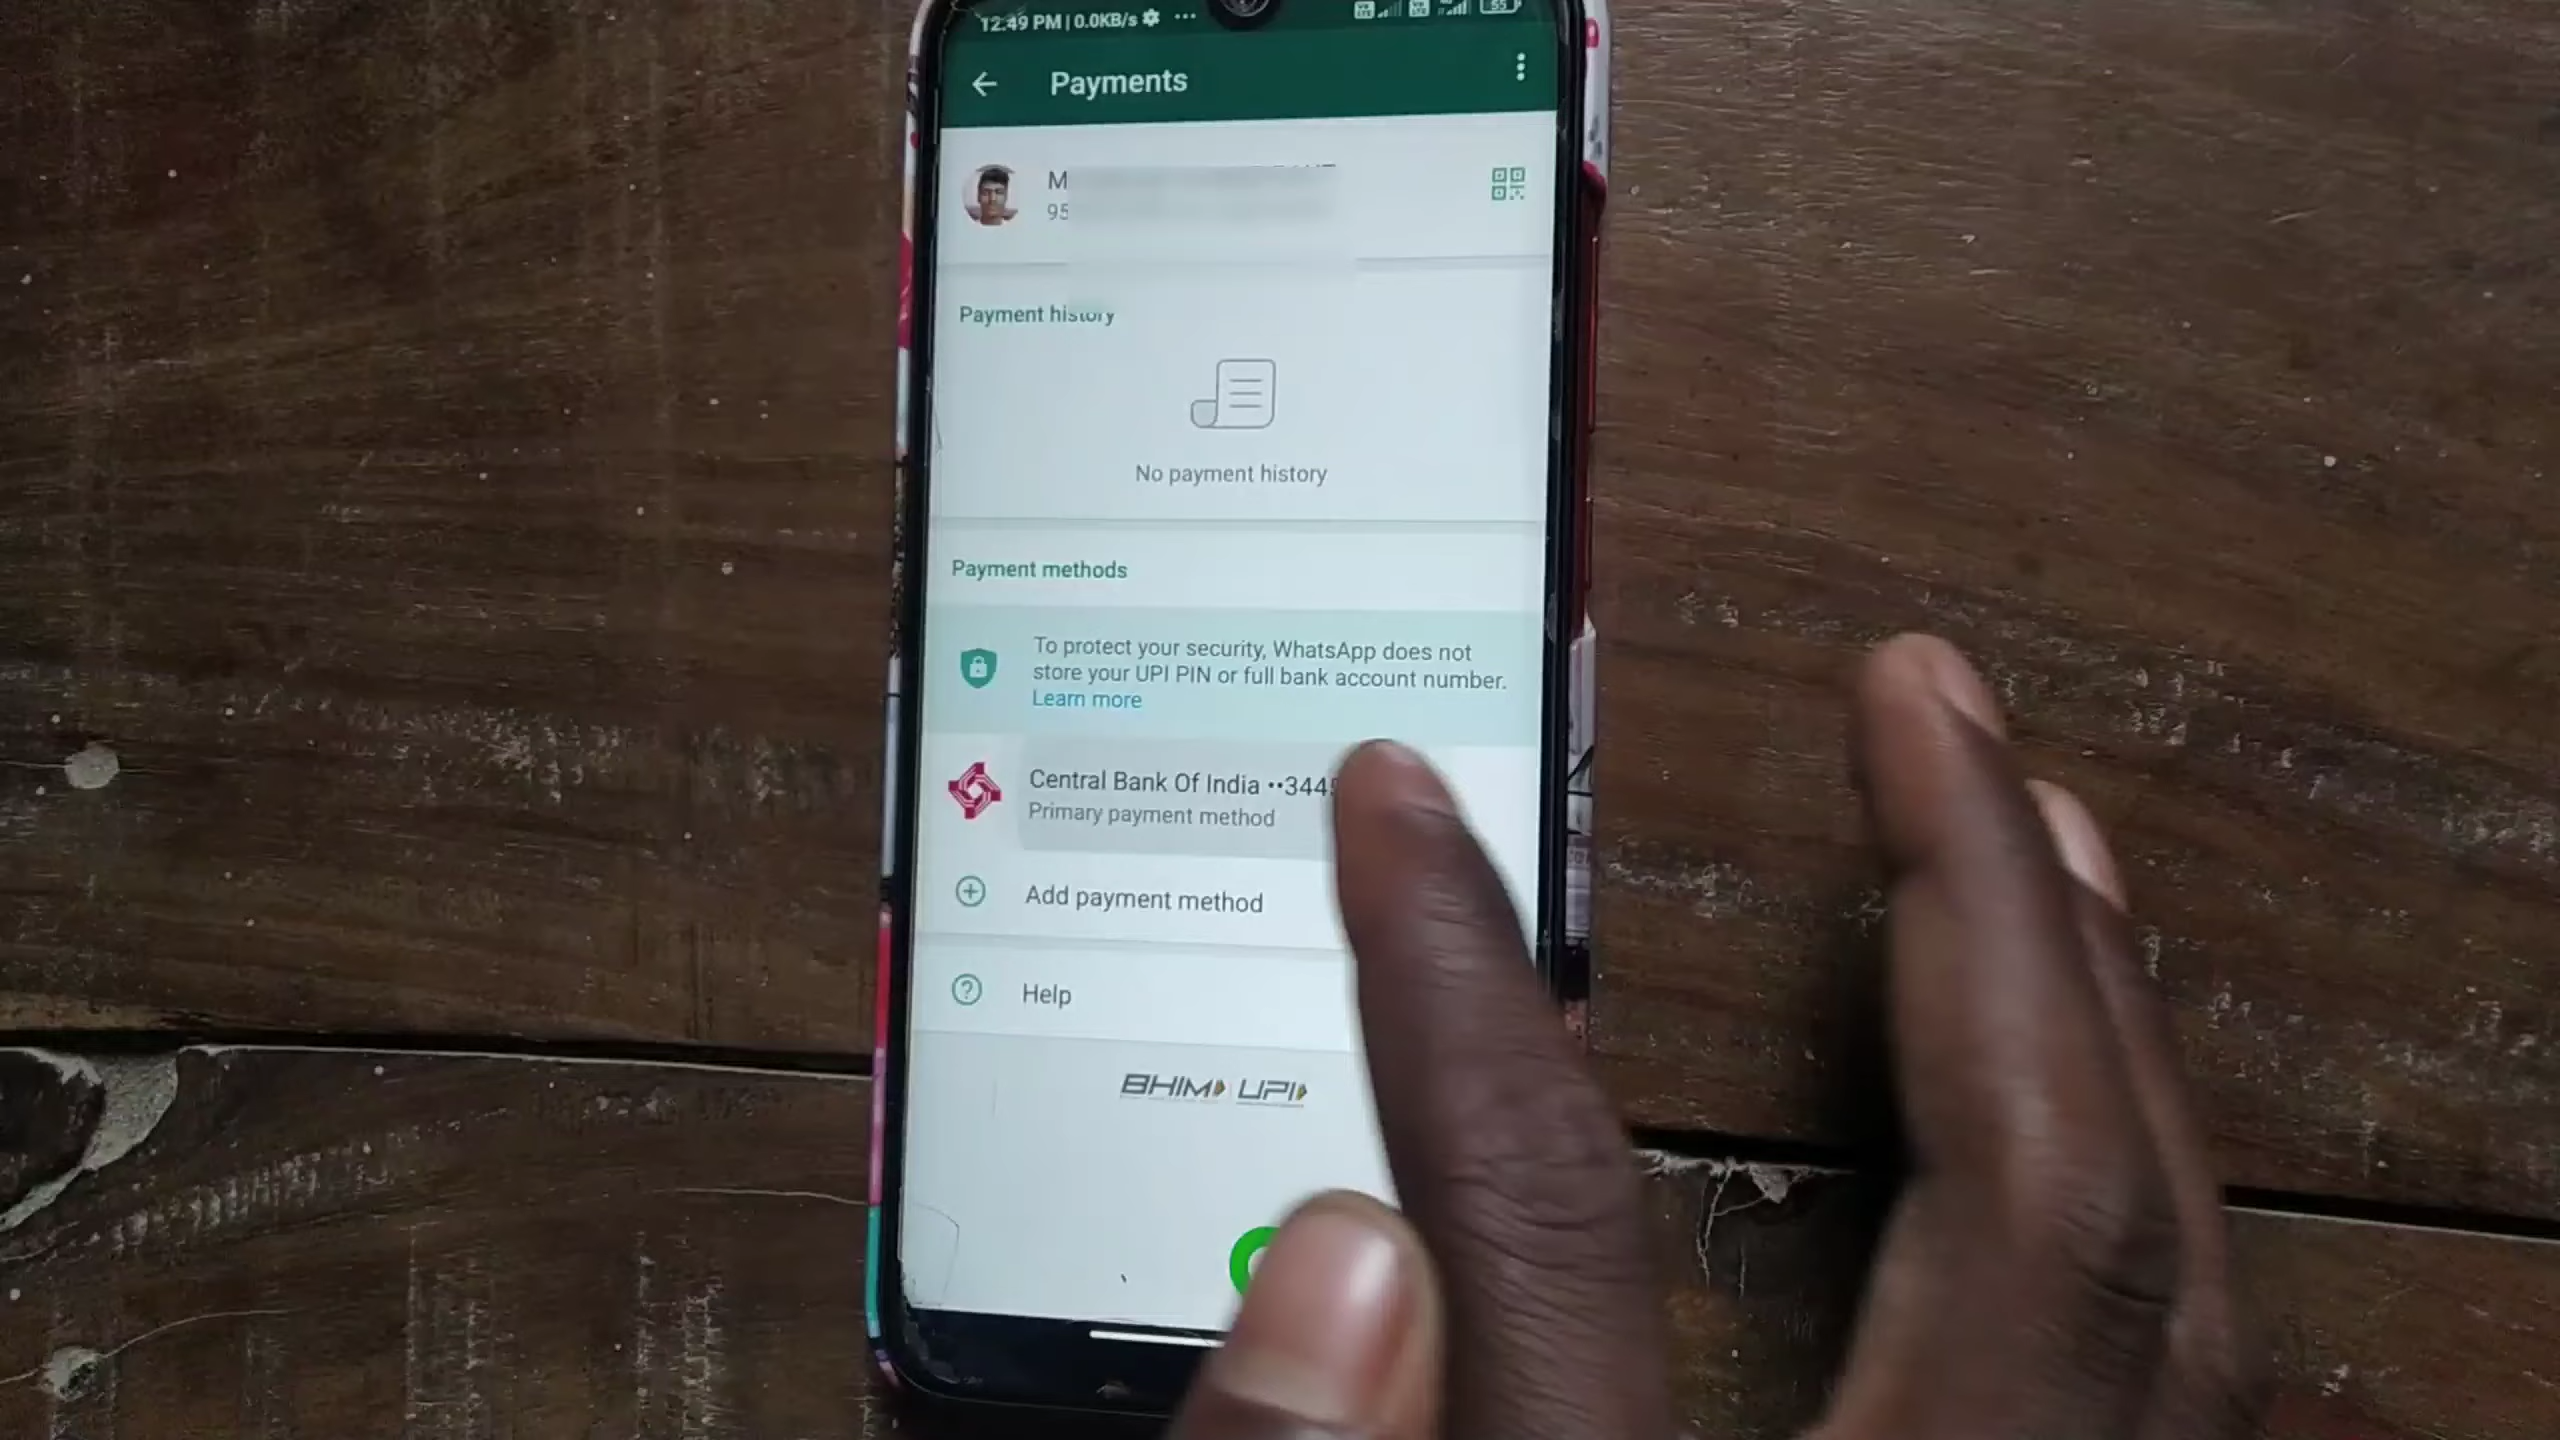 12.49 PM | 0.0KB/s
Payments
M
95
Payment history
No payment history
Payment methods
To protect your security, WhatsApp does not
store your UPI PIN or full bank account number.
Learn more
Central Bank Of India ••344
Primary payment method
Add payment method
Help
BHIM UPI